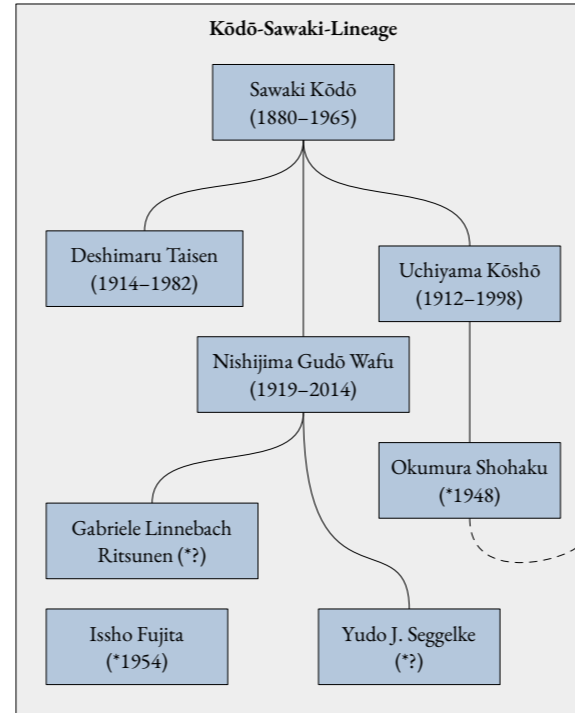 Kōdō-Sawaki-Lineage
Sawaki Kōdō
(1880–1965)
Deshimaru Taisen
(1914–1982)
Uchiyama Kōshō
(1912–1998)
Nishijima Gudō Wafu
(1919–2014)
Okumura Shohaku
(*1948)
Gabriele Linnebach
Ritsunen (*?)
Issho Fujita
(*1954)
Yudo J. Seggelke
(*?)